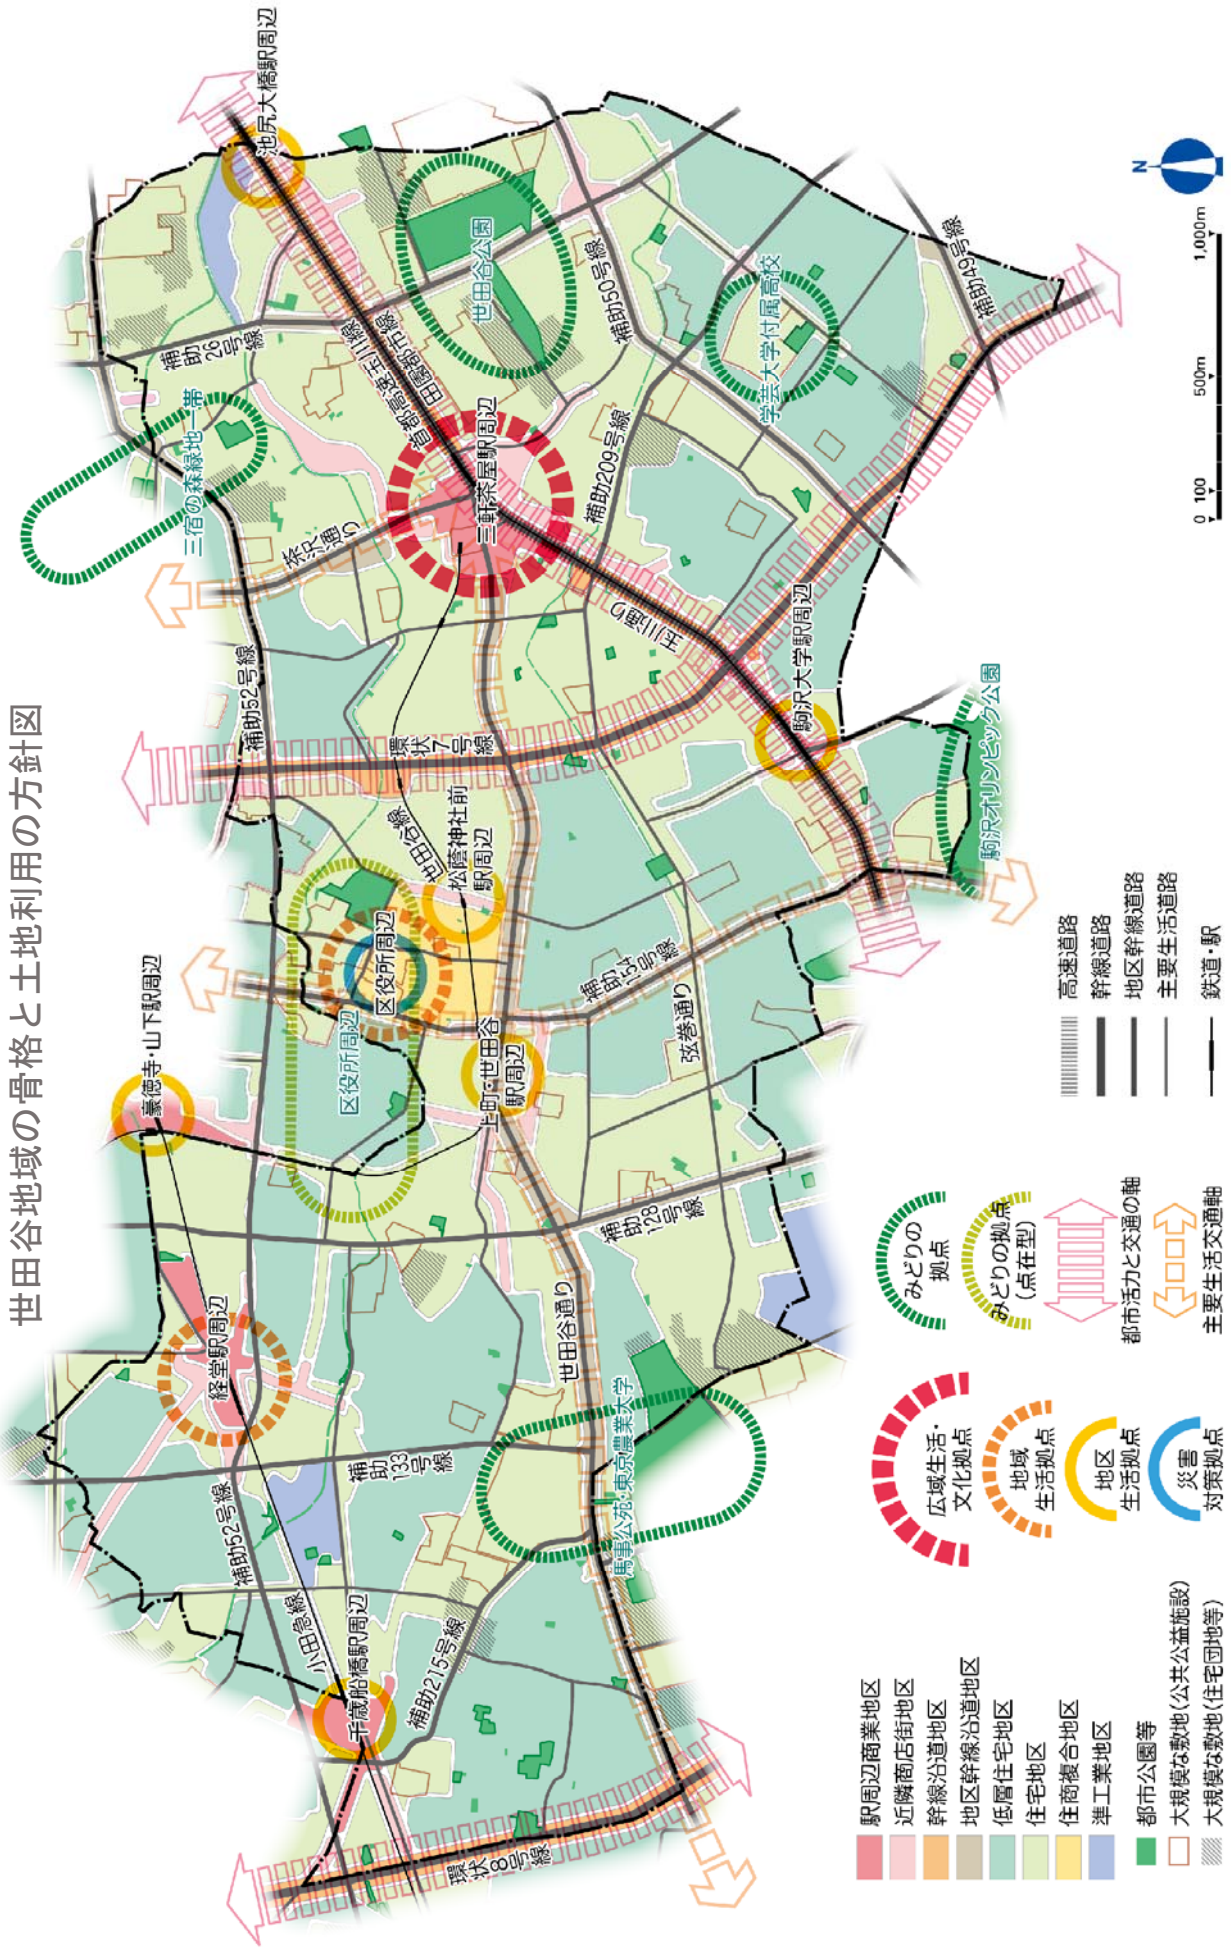 世田谷地域の骨格と土地利用の方針図
池尻大橋駅周辺
三宿の森緑地一帯
補助26号線
首都高速玉川線
田園都市線
世田谷公園
補助50号線
学芸大学付属高校
補助49号線
三軒茶屋駅周辺
補助209号線
茶沢通り
玉川通り
補助52号線
環状7号線
駒沢大学駅周辺
駒沢オリンピック公園
世田谷線
松陰神社前
駅周辺
区役所周辺
区役所周辺
豪徳寺・山下駅周辺
上町・世田谷
駅周辺
補助154号線
弦巻通り
補助128号線
世田谷通り
経堂駅周辺
補助133号線
補助52号線
小田急線
千歳船橋駅周辺
補助215号線
馬事公苑・東京農業大学
環状8号線
駅周辺商業地区
近隣商店街地区
幹線沿道地区
地区幹線沿道地区
低層住宅地区
住宅地区
住商複合地区
準工業地区
都市公園等
大規模な敷地(公共公益施設)
大規模な敷地(住宅団地等)
広域生活・
文化拠点
地域
生活拠点
地区
生活拠点
災害
対策拠点
みどりの
拠点
みどりの拠点
(点在型)
都市活力と交通の軸
主要生活交通軸
高速道路
幹線道路
地区幹線道路
主要生活道路
鉄道・駅
0 100 500m 1,000m
N